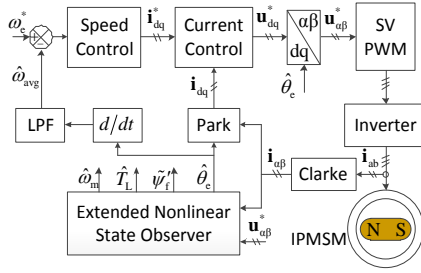 ω*e
Speed
Control
i*dq
Current
Control
u*dq
αβ
dq
u*αβ
SV
PWM
ω̂avg
i dq
θ̂e
LPF
d/dt
Park
Inverter
iαβ
Clarke
iab
ω̂m
T̂L
ψ̃′f
θ̂e
Extended Nonlinear
State Observer
u*αβ
IPMSM
N S